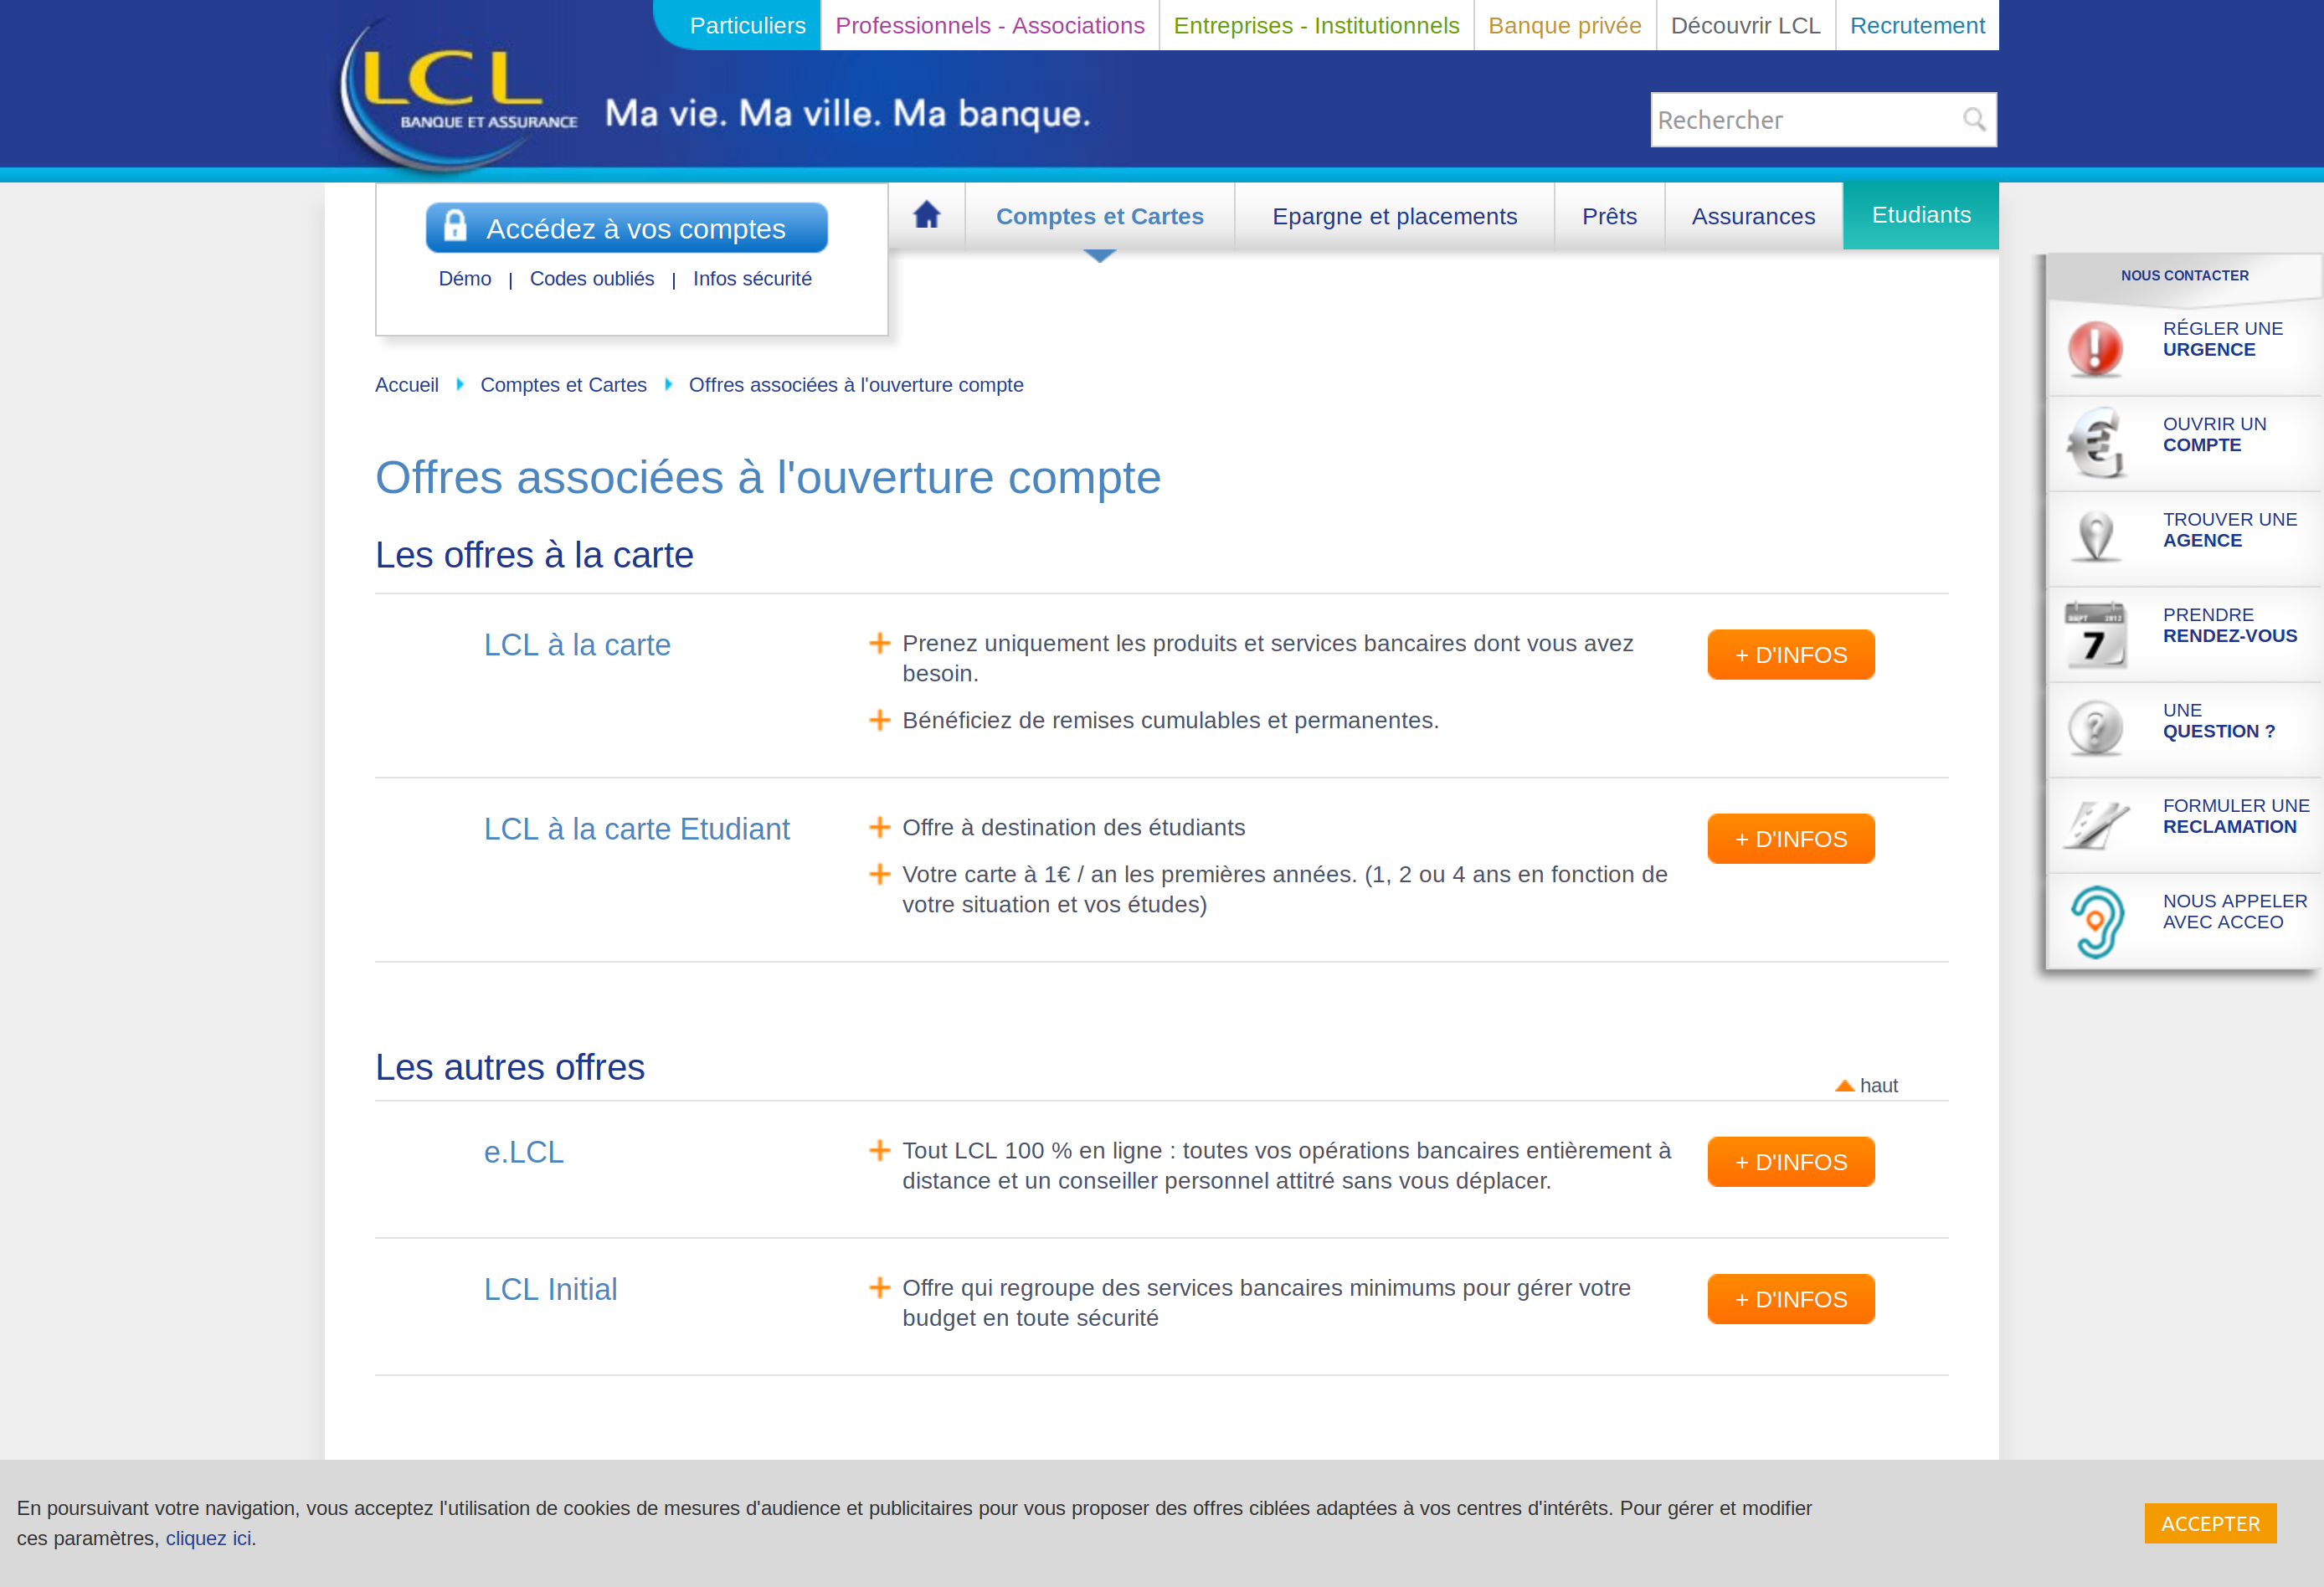 Particuliers
Professionnels - Associations
Entreprises - Institutionnels
Banque privée
Découvrir LCL
Recrutement
LCL
BANQUE ET ASSURANCE
Ma vie. Ma ville. Ma banque.
Rechercher
Accédez à vos comptes
Démo | Codes oubliés | Infos sécurité
Comptes et Cartes
Epargne et placements
Prêts
Assurances
Etudiants
Accueil
Comptes et Cartes
Offres associées à l'ouverture compte
Offres associées à l'ouverture compte
Les offres à la carte
LCL à la carte
Prenez uniquement les produits et services bancaires dont vous avez
besoin.
Bénéficiez de remises cumulables et permanentes.
+ D'INFOS
LCL à la carte Etudiant
Offre à destination des étudiants
Votre carte à 1€ / an les premières années. (1, 2 ou 4 ans en fonction de
votre situation et vos études)
+ D'INFOS
Les autres offres
haut
e.LCL
Tout LCL 100 % en ligne : toutes vos opérations bancaires entièrement à
distance et un conseiller personnel attitré sans vous déplacer.
+ D'INFOS
LCL Initial
Offre qui regroupe des services bancaires minimums pour gérer votre
budget en toute sécurité
+ D'INFOS
NOUS CONTACTER
RÉGLER UNE
URGENCE
OUVRIR UN
COMPTE
TROUVER UNE
AGENCE
SEPT 2012
7
PRENDRE
RENDEZ-VOUS
UNE
QUESTION ?
FORMULER UNE
RECLAMATION
NOUS APPELER
AVEC ACCEO
En poursuivant votre navigation, vous acceptez l'utilisation de cookies de mesures d'audience et publicitaires pour vous proposer des offres ciblées adaptées à vos centres d'intérêts. Pour gérer et modifier
ces paramètres, cliquez ici.
ACCEPTER